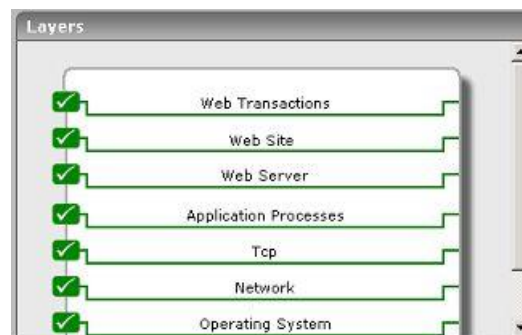 Layers
Web Transactions
Web Site
Web Server
Application Processes
Tcp
Network
Operating System